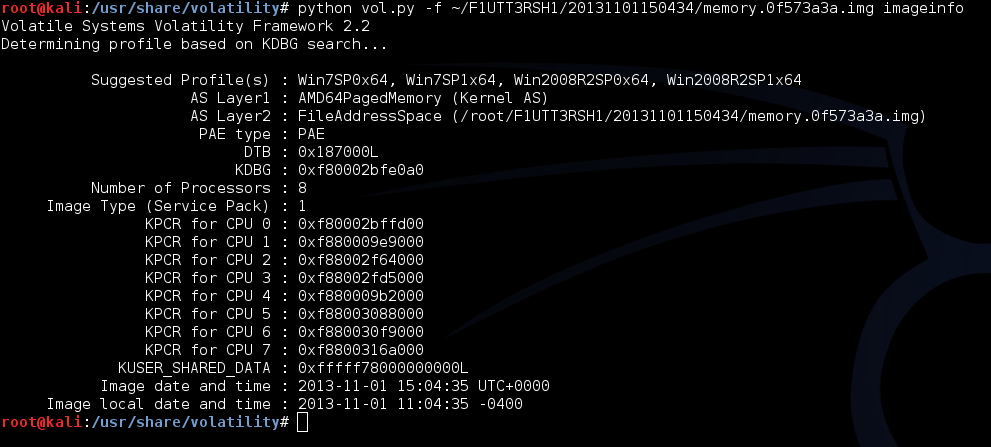 root@kali:/usr/share/volatility# python vol.py -f ~/F1UTT3RSH1/20131101150434/memory.0f573a3a.img imageinfo
Volatile Systems Volatility Framework 2.2
Determining profile based on KDBG search...
Suggested Profile(s) : Win7SP0x64, Win7SP1x64, Win2008R2SP0x64, Win2008R2SP1x64
AS Layer1 : AMD64PagedMemory (Kernel AS)
AS Layer2 : FileAddressSpace (/root/F1UTT3RSH1/20131101150434/memory.0f573a3a.img)
PAE type : PAE
DTB : 0x187000L
KDBG : 0xf80002bfe0a0
Number of Processors : 8
Image Type (Service Pack) : 1
KPCR for CPU 0 : 0xf80002bffd00
KPCR for CPU 1 : 0xf880009e9000
KPCR for CPU 2 : 0xf88002f64000
KPCR for CPU 3 : 0xf88002fd5000
KPCR for CPU 4 : 0xf880009b2000
KPCR for CPU 5 : 0xf88003088000
KPCR for CPU 6 : 0xf880030f9000
KPCR for CPU 7 : 0xf8800316a000
KUSER_SHARED_DATA : 0xfffff78000000000L
Image date and time : 2013-11-01 15:04:35 UTC+0000
Image local date and time : 2013-11-01 11:04:35 -0400
root@kali:/usr/share/volatility#